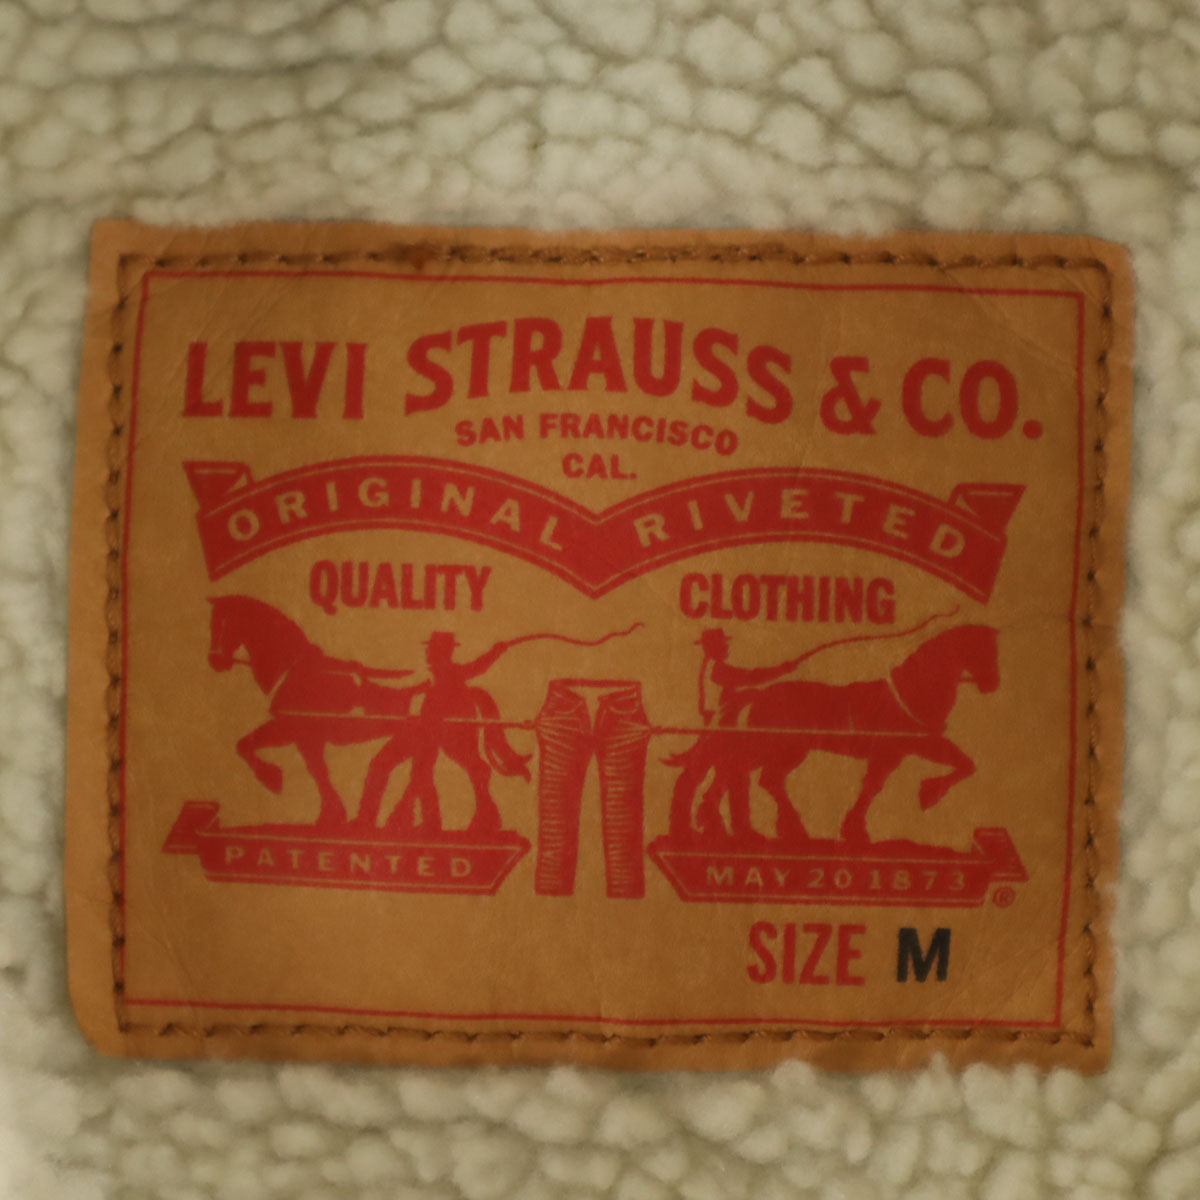 LEVI STRAUSS & CO.
SAN FRANCISCO
CAL.
ORIGINAL RIVETED
QUALITY CLOTHING
PATENTED MAY 20 1873 ®
SIZE M